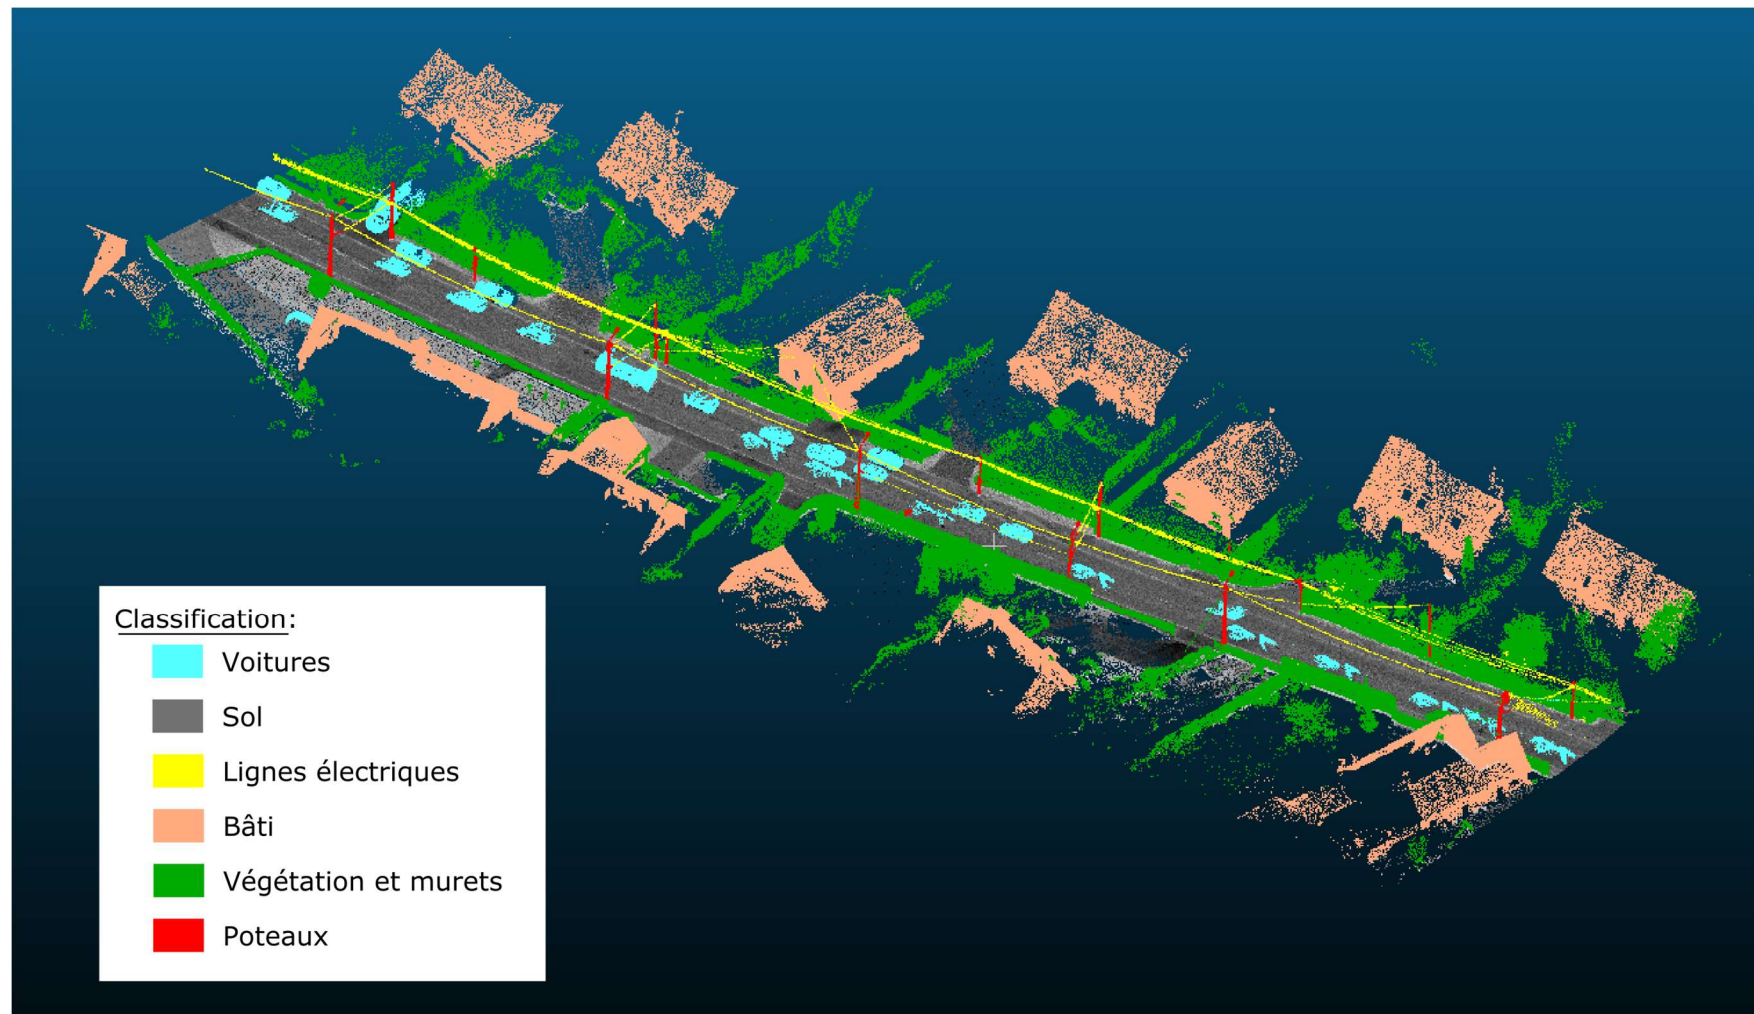 Classification:
Voitures
Sol
Lignes électriques
Bâti
Végétation et murets
Poteaux